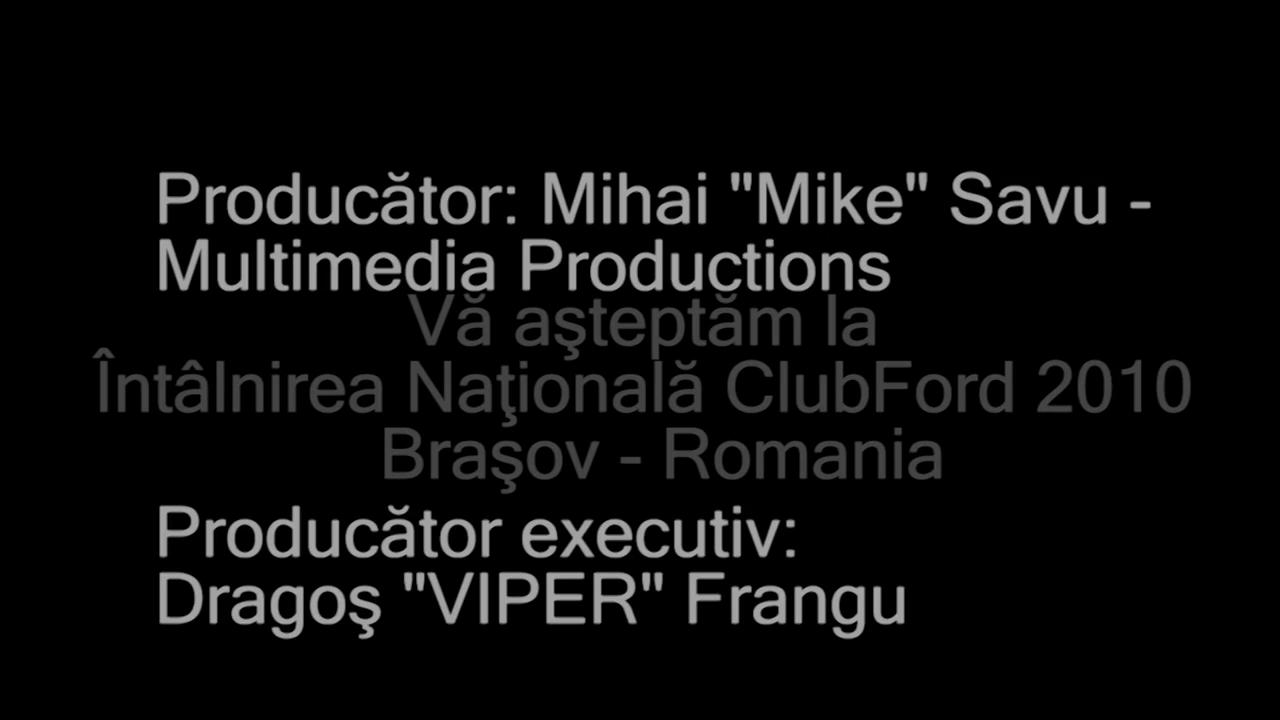 Producător: Mihai "Mike" Savu -
Multimedia Productions
Vă aşteptăm la
Întâlnirea Naţională ClubFord 2010
Braşov - Romania
Producător executiv:
Dragoş "VIPER" Frangu